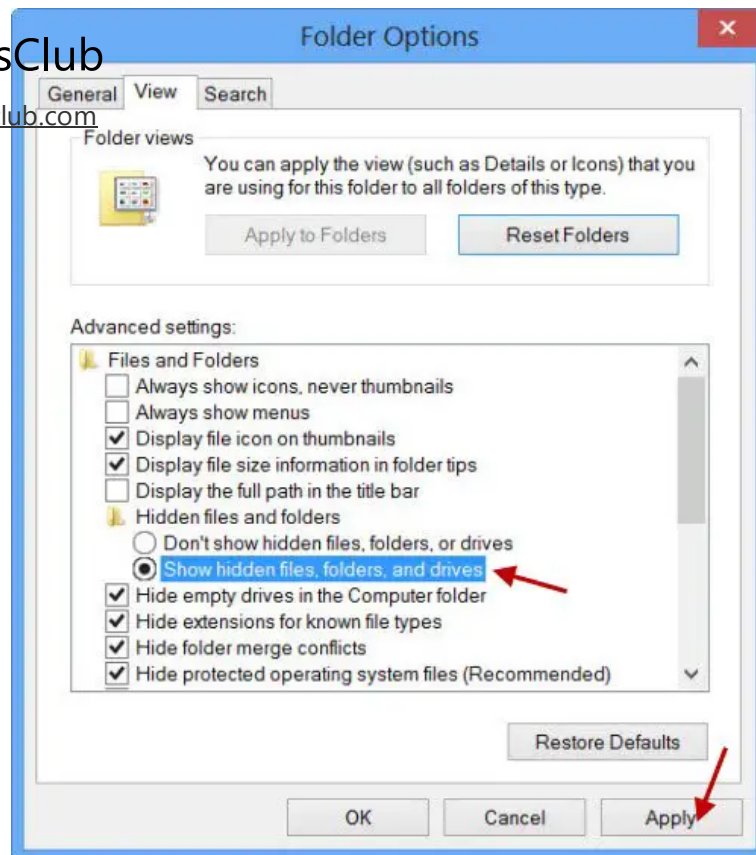 Folder Options
sClub
General View Search
lub.com
Folder views
You can apply the view (such as Details or Icons) that you
are using for this folder to all folders of this type.
Apply to Folders Reset Folders
Advanced settings:
Files and Folders
Always show icons, never thumbnails
Always show menus
Display file icon on thumbnails
Display file size information in folder tips
Display the full path in the title bar
Hidden files and folders
Don't show hidden files, folders, or drives
Show hidden files, folders, and drives
Hide empty drives in the Computer folder
Hide extensions for known file types
Hide folder merge conflicts
Hide protected operating system files (Recommended)
Restore Defaults
OK Cancel Apply